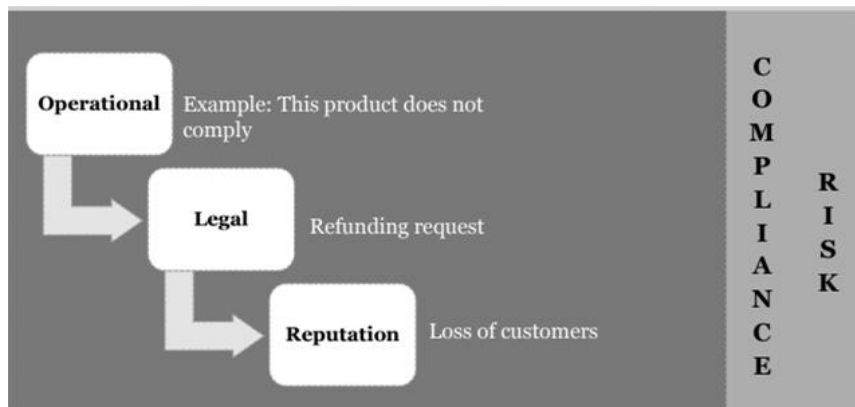 Operational
Example: This product does not
comply
Legal
Refunding request
Reputation
Loss of customers
COMPLIANCE
RISK